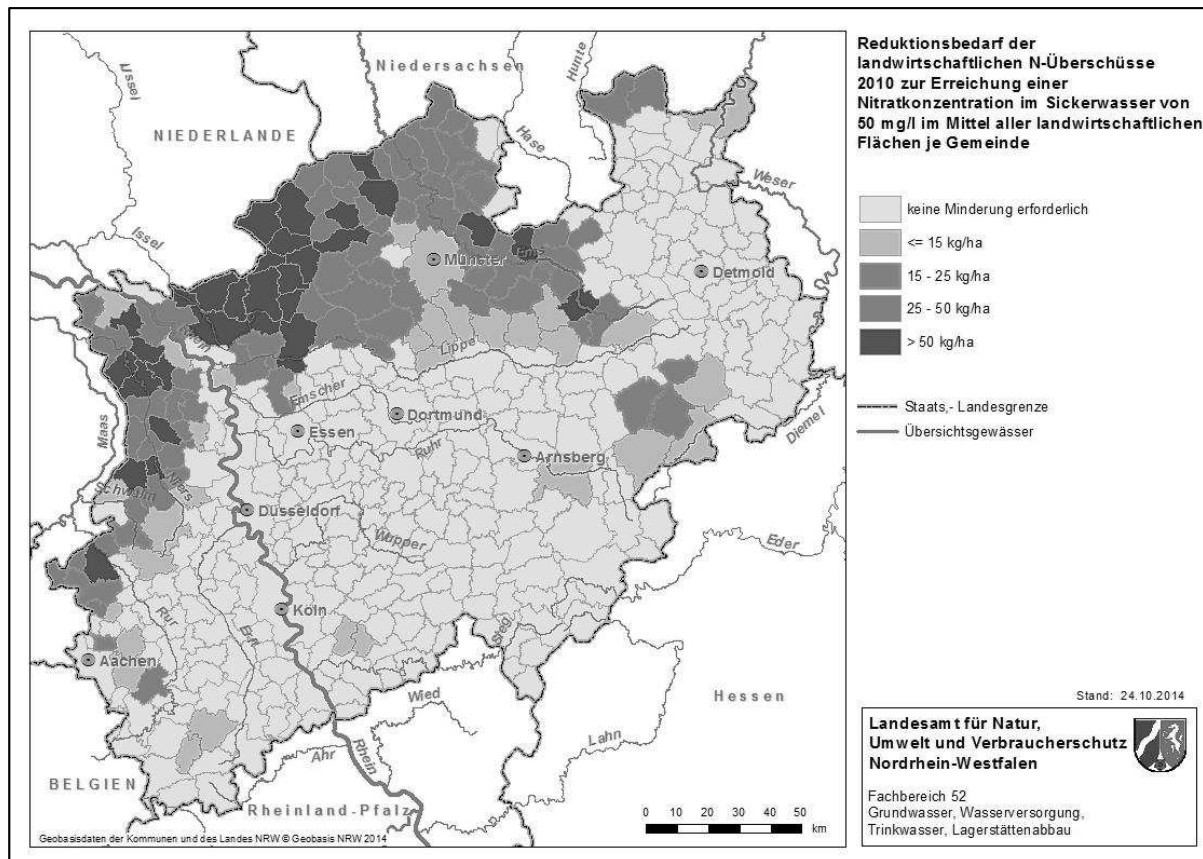 Reduktionsbedarf der
landwirtschaftlichen N-Überschüsse
2010 zur Erreichung einer
Nitratkonzentration im Sickerwasser von
50 mg/l im Mittel aller landwirtschaftlichen
Flächen je Gemeinde
keine Minderung erforderlich
<= 15 kg/ha
15 - 25 kg/ha
25 - 50 kg/ha
> 50 kg/ha
Staats,- Landesgrenze
Übersichtsgewässer
IJssel
Niedersachsen
Hunte
NIEDERLANDE
Hase
Weser
Issel
Ems
Münster
Detmold
Lippe
Emscher
Maas
Dortmund
Diemel
Essen
Ruhr
Arnsberg
Schwalm
Niers
Düsseldorf
Wupper
Eder
Köln
Rur
Erft
Sieg
Aachen
Hessen
Wied
Lahn
Ahr
Rhein
BELGIEN
Rheinland-Pfalz
Geobasisdaten der Kommunen und des Landes NRW © Geobasis NRW 2014
0 10 20 30 40 50
km
Stand: 24.10.2014
Landesamt für Natur,
Umwelt und Verbraucherschutz
Nordrhein-Westfalen
Fachbereich 52
Grundwasser, Wasserversorgung,
Trinkwasser, Lagerstättenabbau